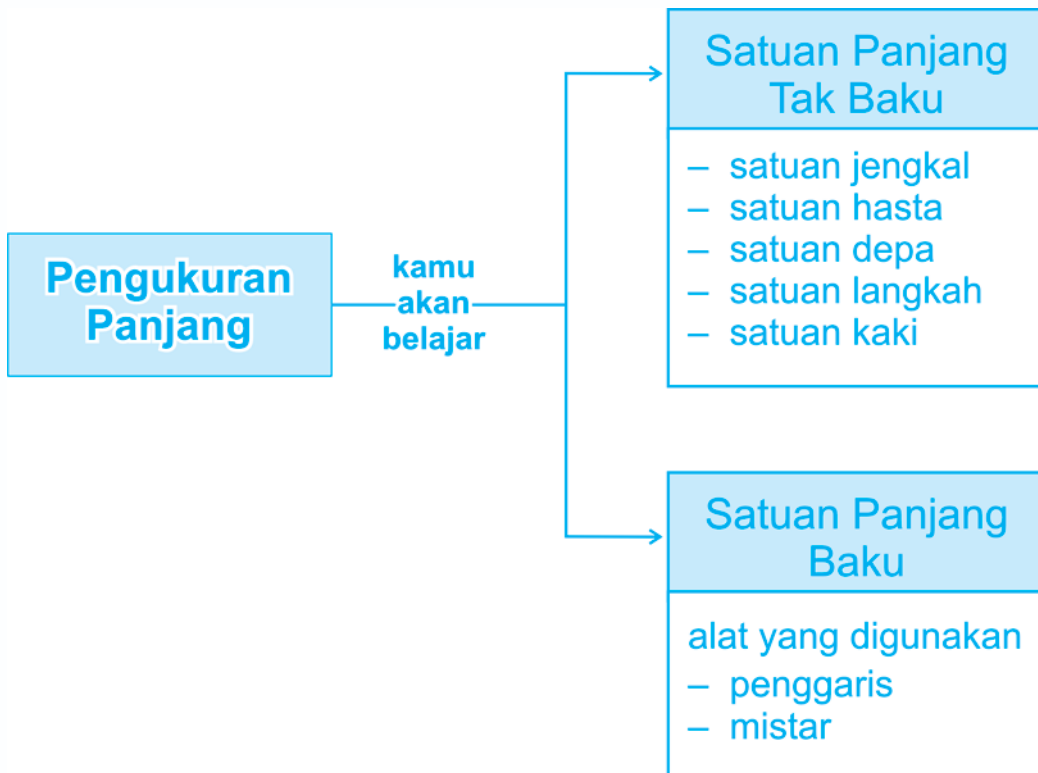 Pengukuran
Panjang
kamu
akan
belajar
Satuan Panjang
Tak Baku
– satuan jengkal
– satuan hasta
– satuan depa
– satuan langkah
– satuan kaki
Satuan Panjang
Baku
alat yang digunakan
– penggaris
– mistar